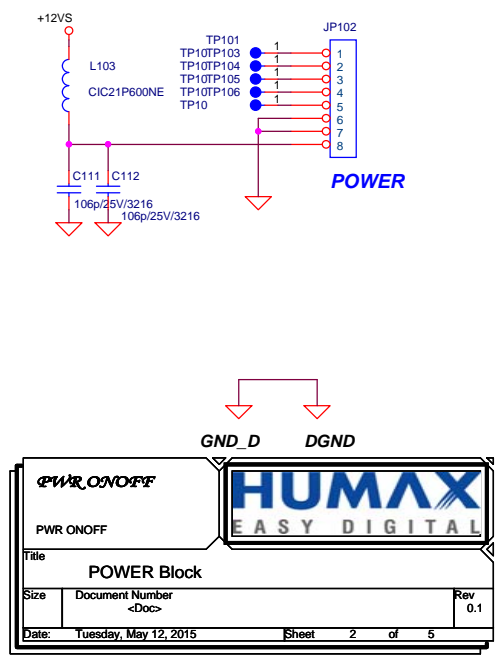 +12VS
JP102
TP101
TP10TP103 1 1
TP10TP104 1 2
TP10TP105 1 3
TP10TP106 1 4
TP10 1 5
6
7
8
L103
CIC21P600NE
POWER
C111 C112
106p/25V/3216
106p/25V/3216
GND_D DGND
PWR ONOFF
HUMAX
EASY DIGITAL
PWR ONOFF
Title
POWER Block
Size Document Number Rev
<Doc> 0.1
Date: Tuesday, May 12, 2015 Sheet 2 of 5